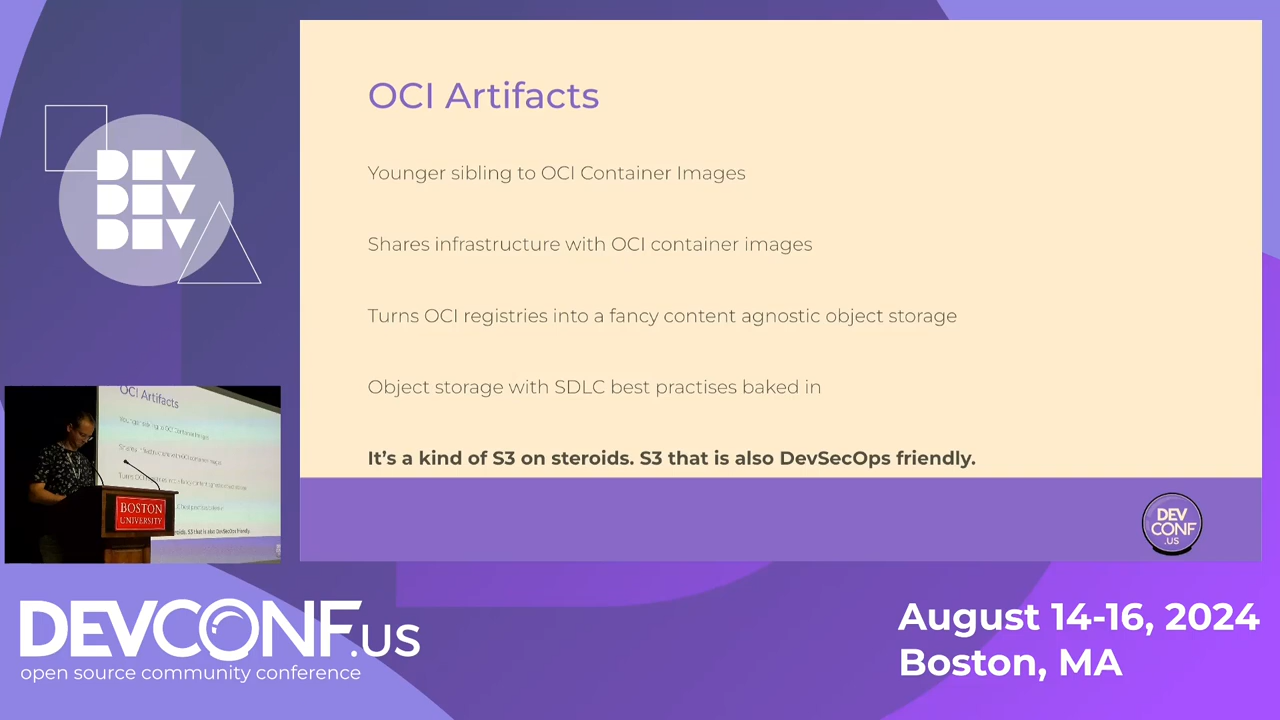 OCI Artifacts
Younger sibling to OCI Container Images
Shares infrastructure with OCI container images
Turns OCI registries into a fancy content agnostic object storage
Object storage with SDLC best practises baked in
It's a kind of S3 on steroids. S3 that is also DevSecOps friendly.
DEV
CONF
.US
DEV
DEV
DEV
OCI Artifacts
BOSTON
UNIVERSITY
DEVCONF.US
open source community conference
August 14-16, 2024
Boston, MA